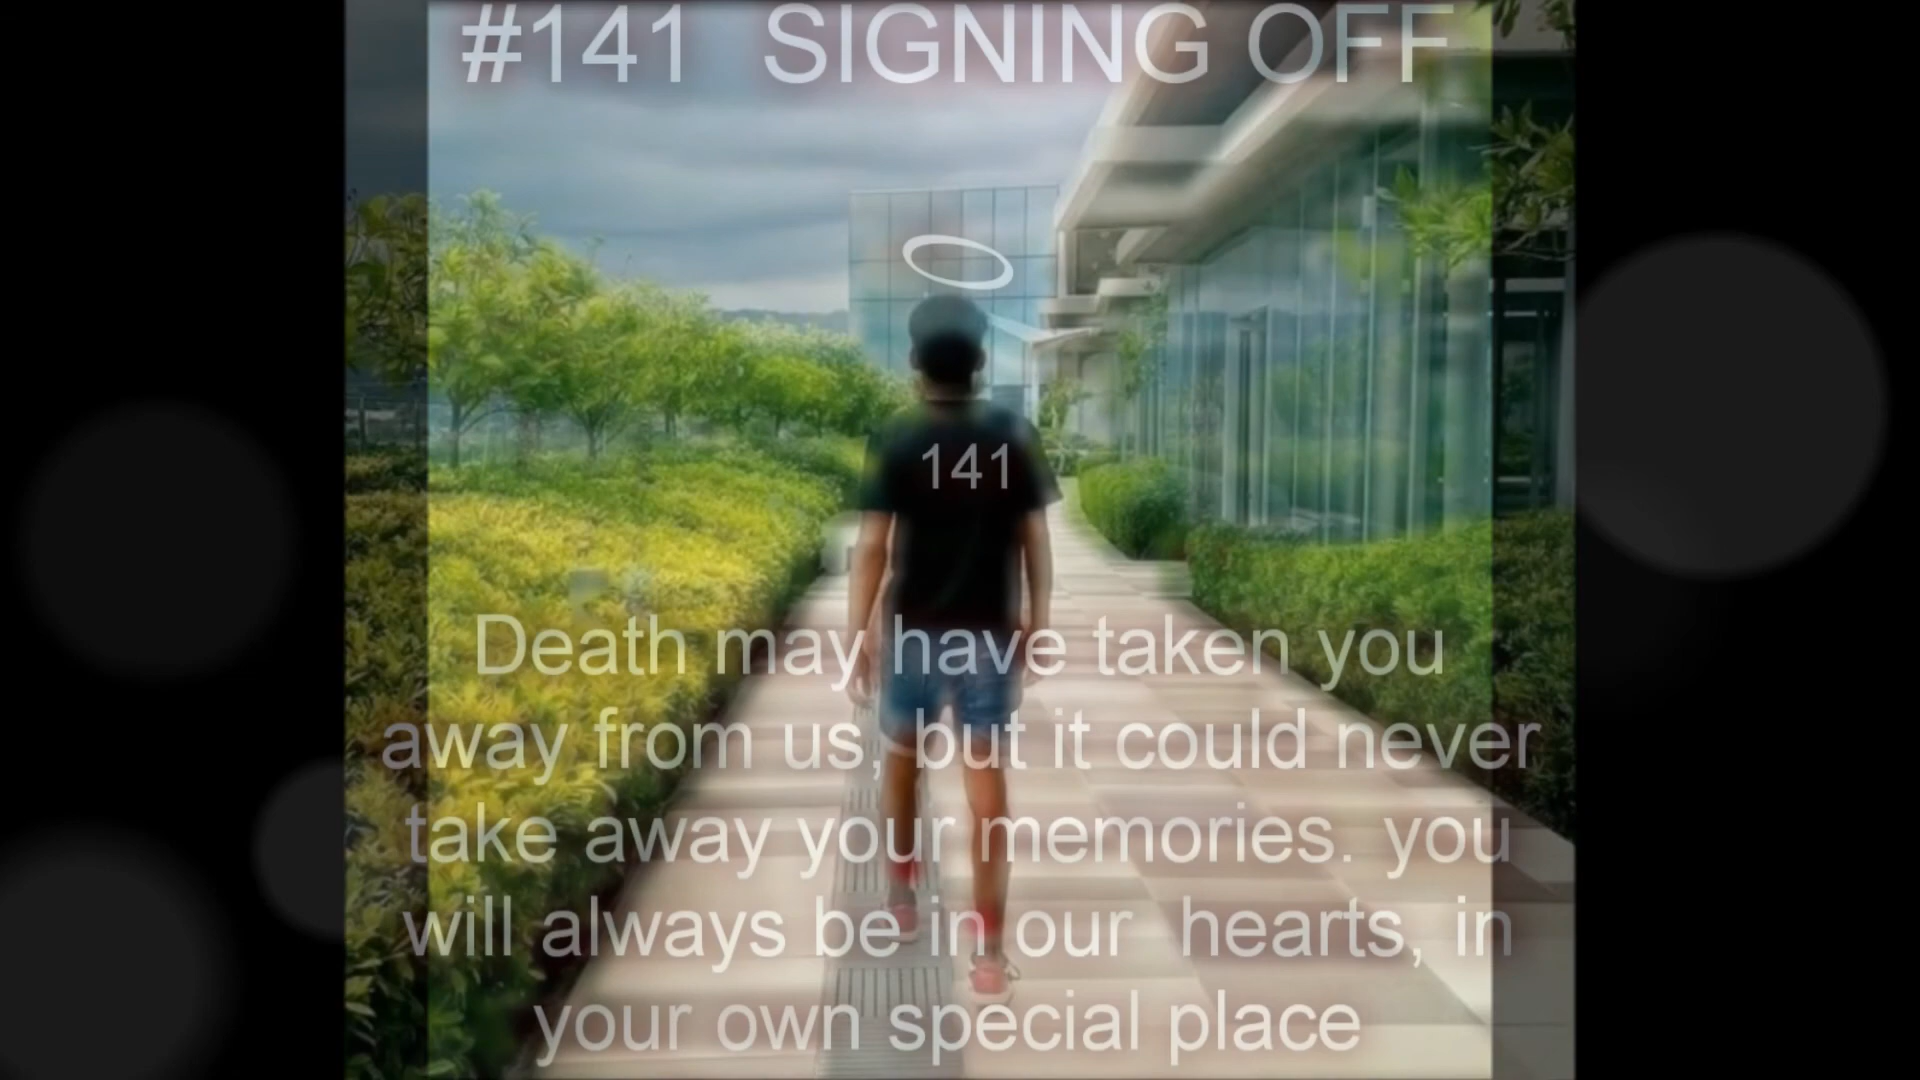 #141 SIGNING OFF
141
Death may have taken you
away from us, but it could never
take away your memories. you
will always be in our hearts, in
your own special place